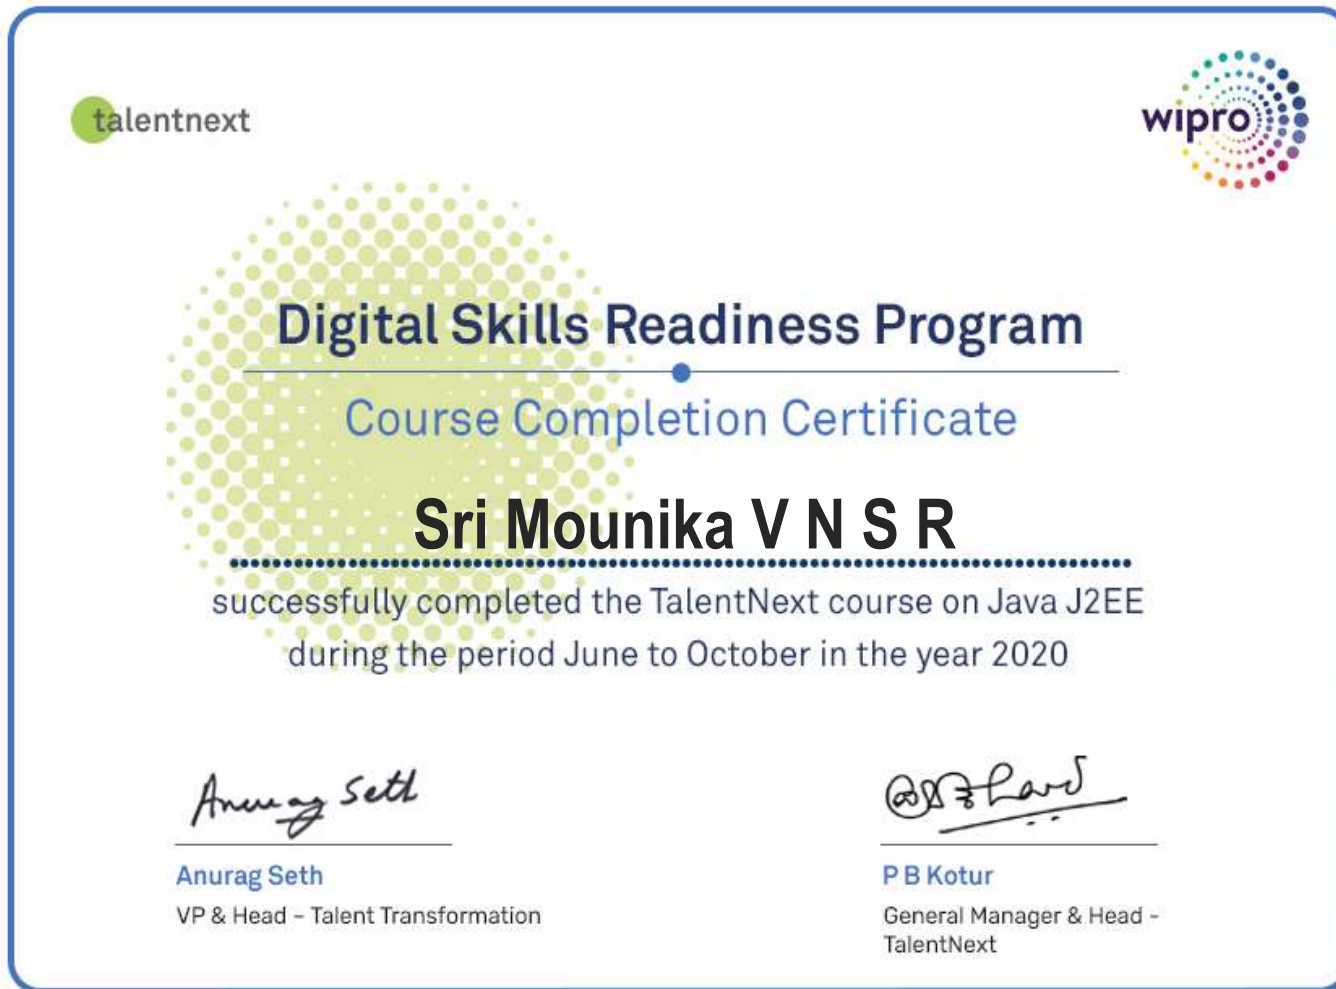 talentnext
wipro
Digital Skills Readiness Program
Course Completion Certificate
Sri Mounika V N S R
successfully completed the TalentNext course on Java J2EE
during the period June to October in the year 2020
Anurag Seth
Anurag Seth
VP & Head – Talent Transformation
P B Kotur
General Manager & Head -
TalentNext